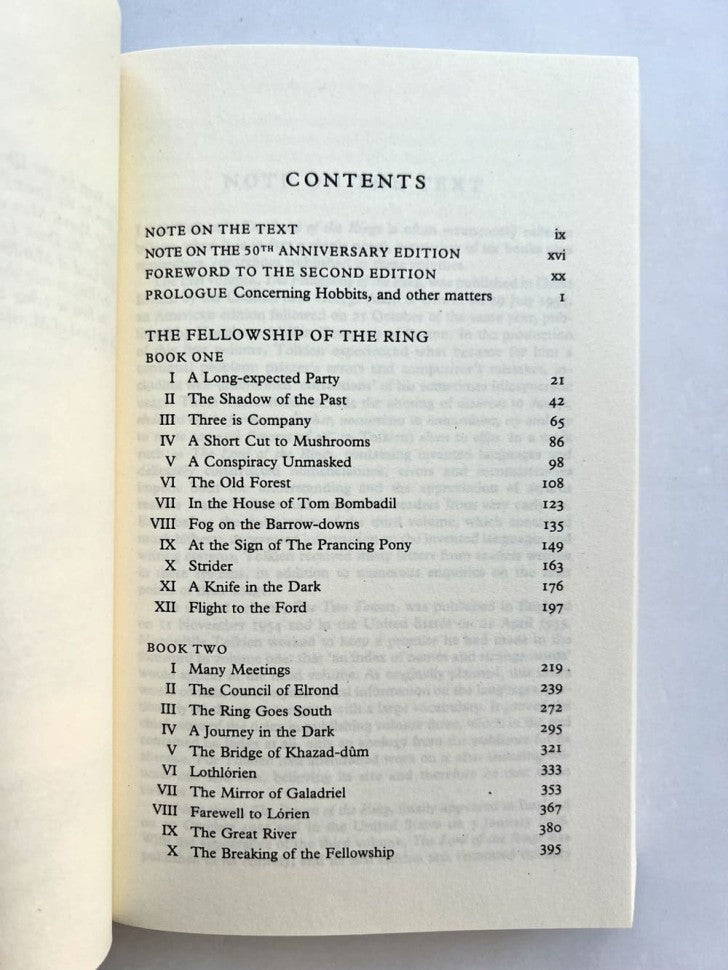 CONTENTS
NOTE ON THE TEXT ix
NOTE ON THE 50TH ANNIVERSARY EDITION xvi
FOREWORD TO THE SECOND EDITION xx
PROLOGUE Concerning Hobbits, and other matters 1
THE FELLOWSHIP OF THE RING
BOOK ONE
I A Long-expected Party 21
II The Shadow of the Past 42
III Three is Company 65
IV A Short Cut to Mushrooms 86
V A Conspiracy Unmasked 98
VI The Old Forest 108
VII In the House of Tom Bombadil 123
VIII Fog on the Barrow-downs 135
IX At the Sign of The Prancing Pony 149
X Strider 163
XI A Knife in the Dark 176
XII Flight to the Ford 197
BOOK TWO
I Many Meetings 219
II The Council of Elrond 239
III The Ring Goes South 272
IV A Journey in the Dark 295
V The Bridge of Khazad-dûm 321
VI Lothlórien 333
VII The Mirror of Galadriel 353
VIII Farewell to Lórien 367
IX The Great River 380
X The Breaking of the Fellowship 395